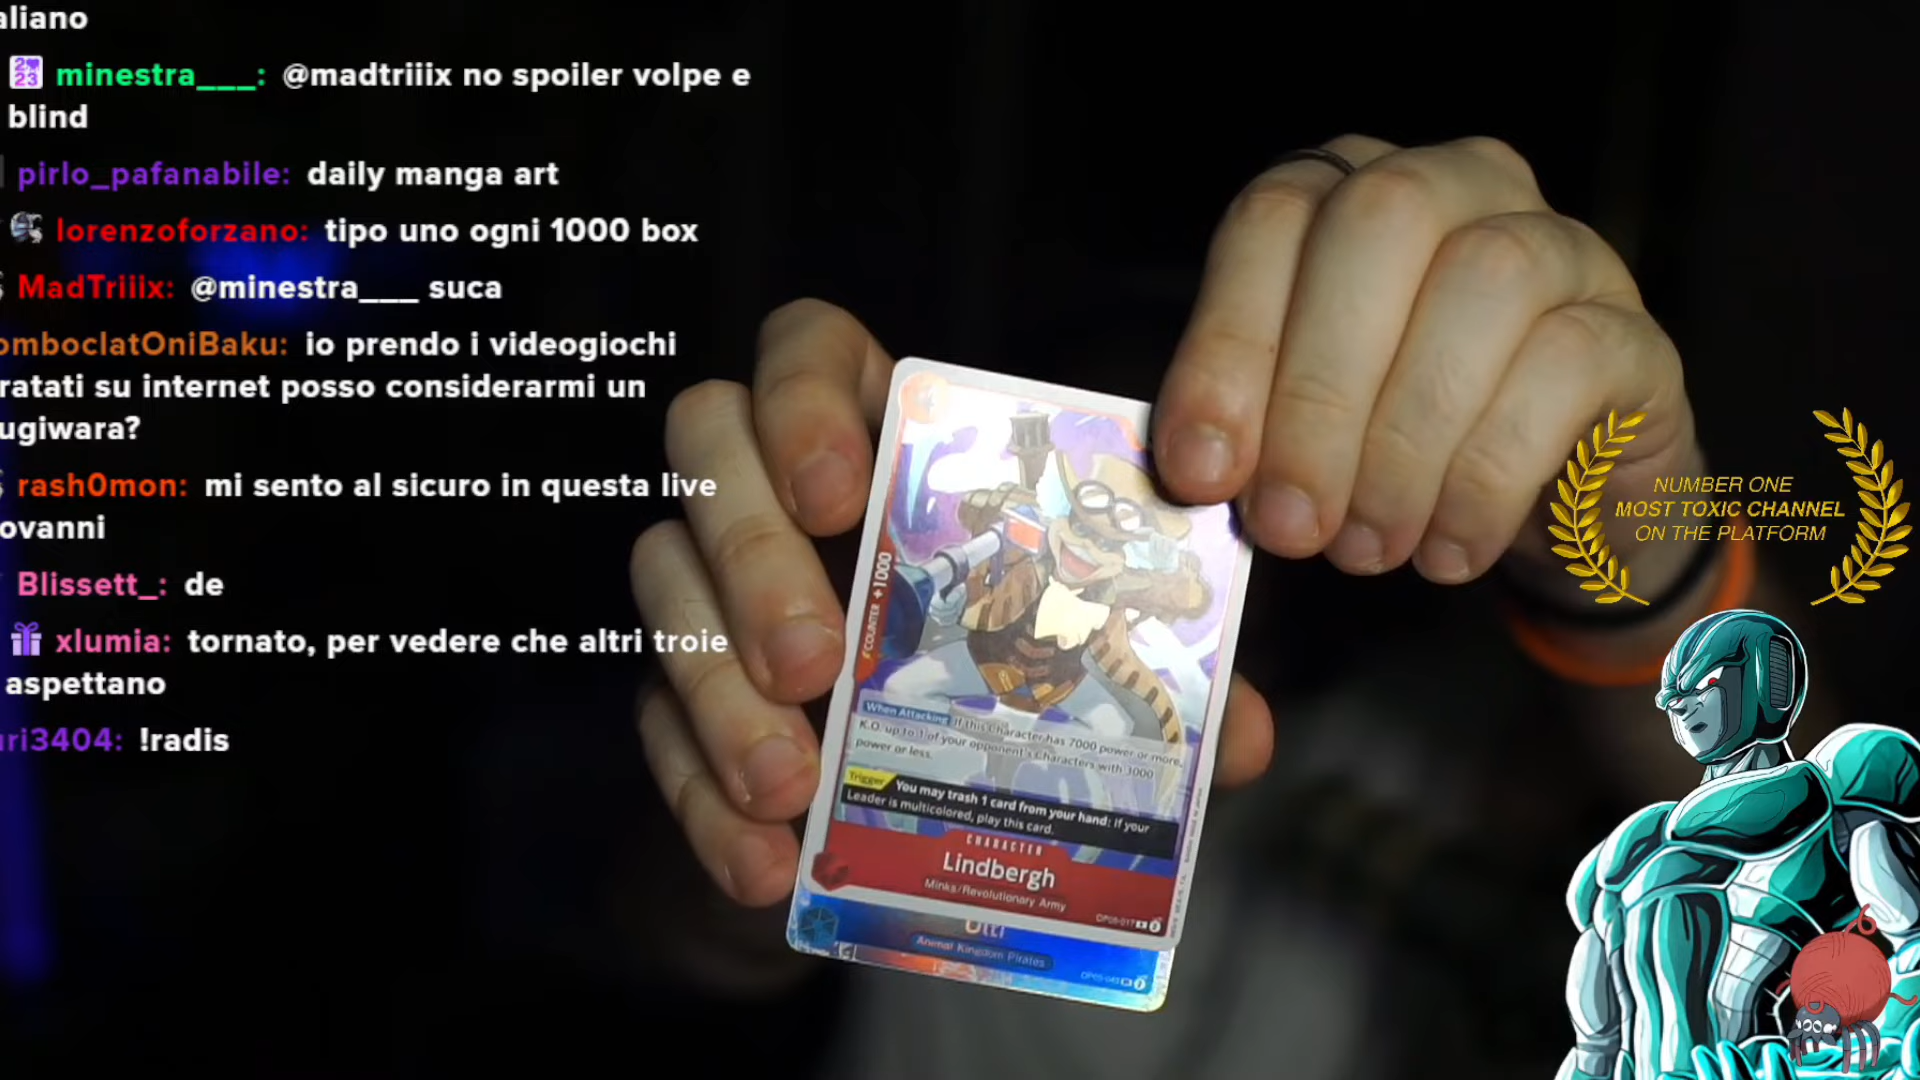 aliano
minestra___: @madtriiix no spoiler volpe e
blind
pirlo_pafanabile: daily manga art
lorenzoforzano: tipo uno ogni 1000 box
MadTriiix: @minestra___ suca
omboclatOniBaku: io prendo i videogiochi
ratati su internet posso considerarmi un
ugiwara?
rash0mon: mi sento al sicuro in questa live
ovanni
Blissett_: de
xlumia: tornato, per vedere che altri troie
aspettano
ri3404: !radis
NUMBER ONE
MOST TOXIC CHANNEL
ON THE PLATFORM
COUNTER +1000
When Attacking If this Character has 7000 power or more,
K.O. up to 1 of your opponent's Characters with 3000
power or less.
Trigger You may trash 1 card from your hand: If your
Leader is multicolored, play this card.
CHARACTER
Lindbergh
Minks/Revolutionary Army
OP05-017 R
Ulti
Animal Kingdom Pirates